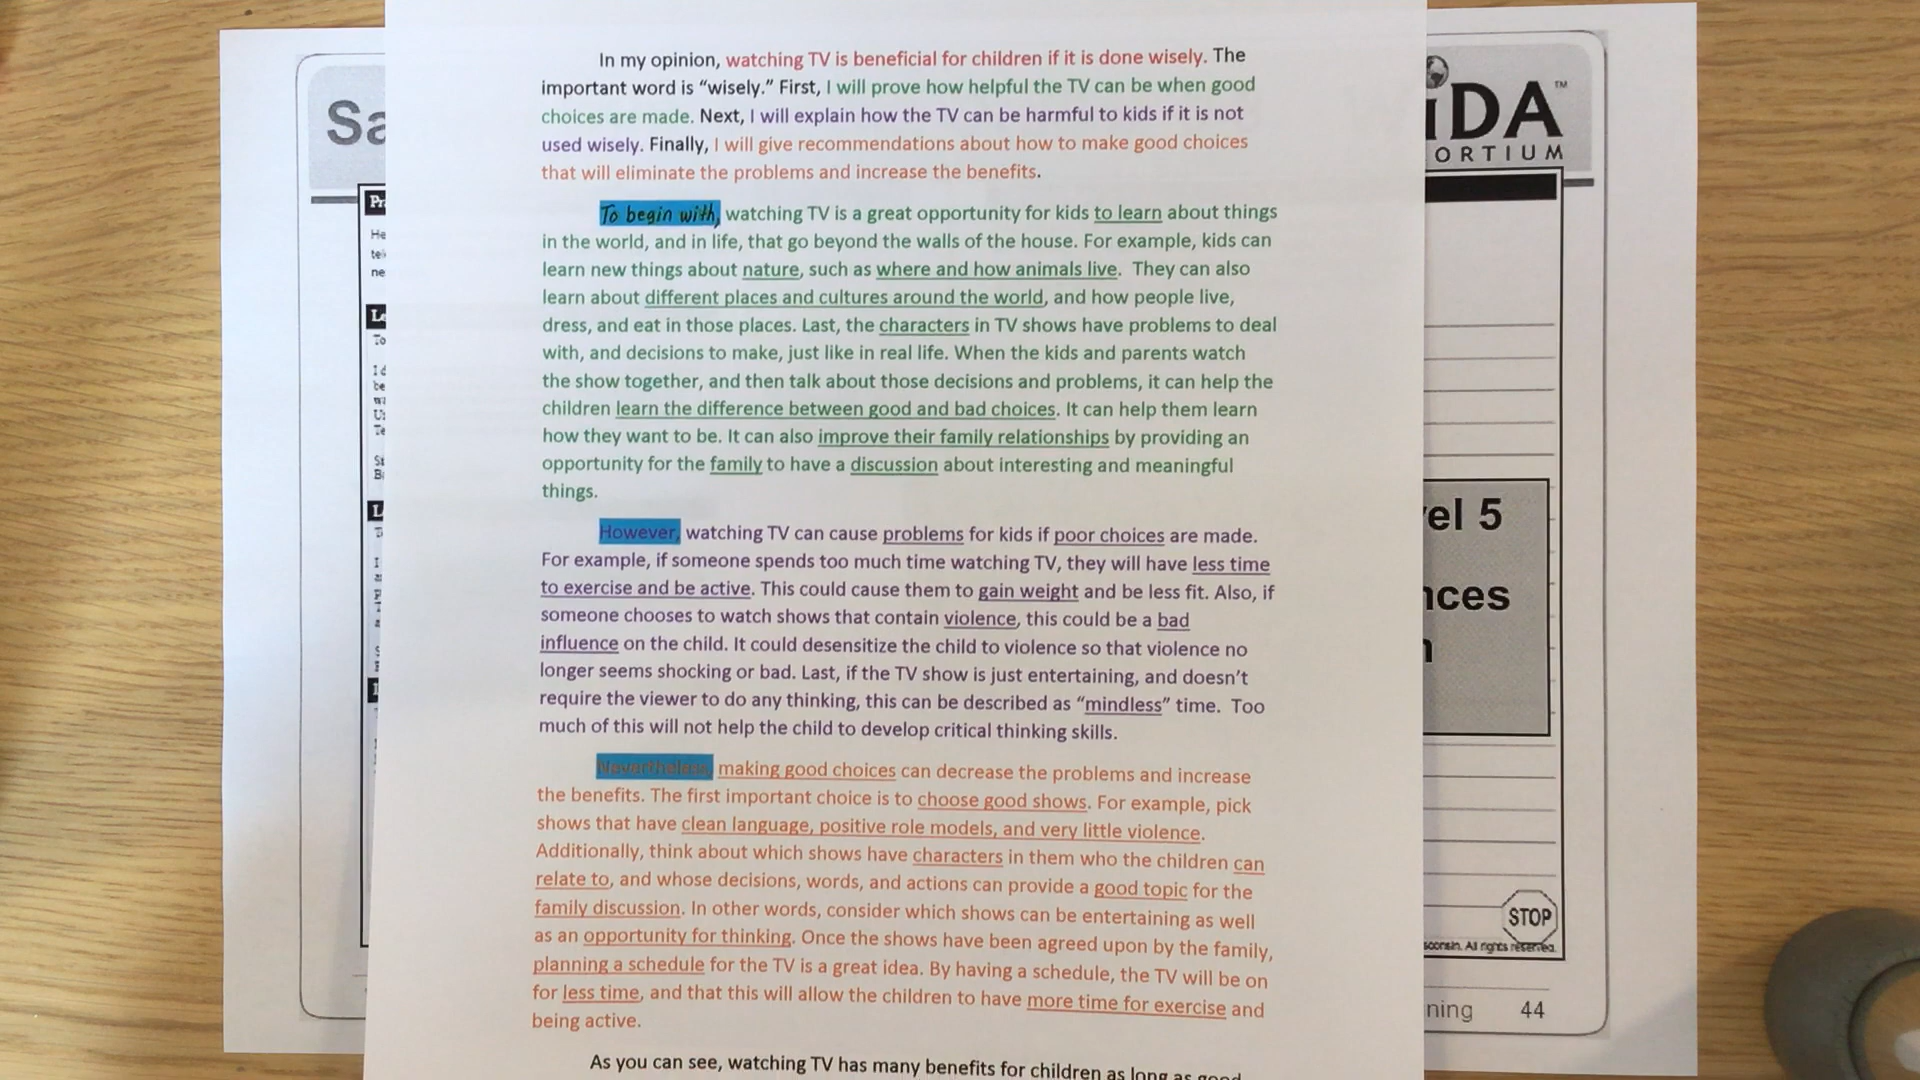 In my opinion, watching TV is beneficial for children if it is done wisely. The
important word is “wisely.” First, I will prove how helpful the TV can be when good
choices are made. Next, I will explain how the TV can be harmful to kids if it is not
used wisely. Finally, I will give recommendations about how to make good choices
that will eliminate the problems and increase the benefits.
To begin with, watching TV is a great opportunity for kids to learn about things
in the world, and in life, that go beyond the walls of the house. For example, kids can
learn new things about nature, such as where and how animals live. They can also
learn about different places and cultures around the world, and how people live,
dress, and eat in those places. Last, the characters in TV shows have problems to deal
with, and decisions to make, just like in real life. When the kids and parents watch
the show together, and then talk about those decisions and problems, it can help the
children learn the difference between good and bad choices. It can help them learn
how they want to be. It can also improve their family relationships by providing an
opportunity for the family to have a discussion about interesting and meaningful
things.
However, watching TV can cause problems for kids if poor choices are made.
For example, if someone spends too much time watching TV, they will have less time
to exercise and be active. This could cause them to gain weight and be less fit. Also, if
someone chooses to watch shows that contain violence, this could be a bad
influence on the child. It could desensitize the child to violence so that violence no
longer seems shocking or bad. Last, if the TV show is just entertaining, and doesn’t
require the viewer to do any thinking, this can be described as “mindless” time. Too
much of this will not help the child to develop critical thinking skills.
Nevertheless, making good choices can decrease the problems and increase
the benefits. The first important choice is to choose good shows. For example, pick
shows that have clean language, positive role models, and very little violence.
Additionally, think about which shows have characters in them who the children can
relate to, and whose decisions, words, and actions can provide a good topic for the
family discussion. In other words, consider which shows can be entertaining as well
as an opportunity for thinking. Once the shows have been agreed upon by the family,
planning a schedule for the TV is a great idea. By having a schedule, the TV will be on
for less time, and that this will allow the children to have more time for exercise and
being active.
As you can see, watching TV has many benefits for children as long as good
Sa
iDA™
ORTIUM
el 5
nces
STOP
sconsin. All rights reserved.
ning 44